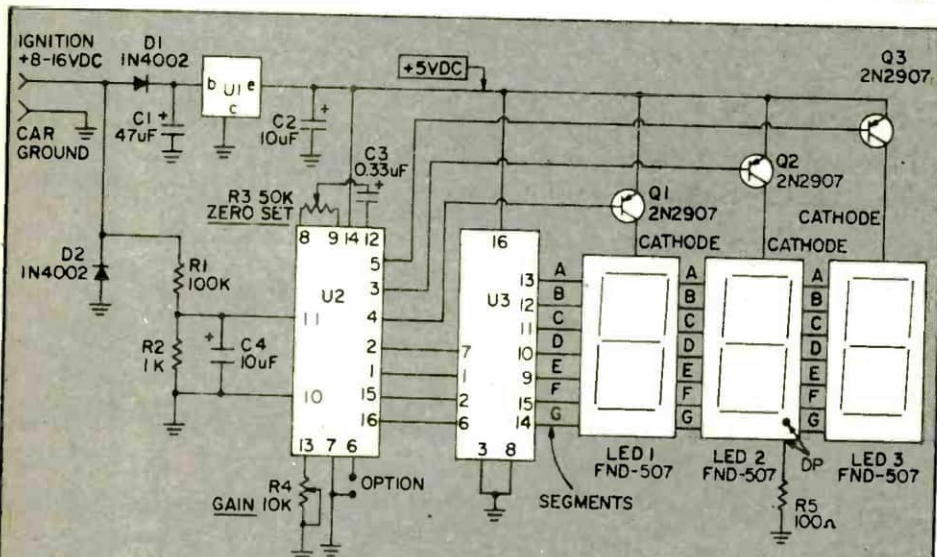 IGNITION
+8-16VDC
D1
1N4002
b U1 e
c
+5VDC
Q3
2N2907
CAR
GROUND
C1
47uF
+
C2
10uF
+
C3
0.33uF
+
R3 50K
ZERO SET
Q2
2N2907
Q1
2N2907
CATHODE
CATHODE
CATHODE
D2
1N4002
R1
100K
R2
1K
C4
10uF
+
8 9 14 12
5
3
4
U2
11
2
1
15
16
10
13 7 6
16
U3
13
12
11
10
9
15
14
7
1
2
6
3 8
A
B
C
D
E
F
G
A
B
C
D
E
F
G
A
B
C
D
E
F
G
LED 1
FND-507
LED 2
FND-507
LED 3
FND-507
DP
R4
GAIN 10K
OPTION
SEGMENTS
R5
100Ω